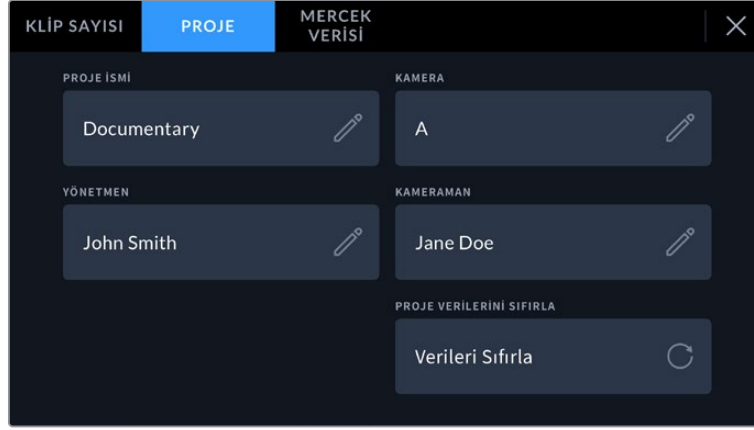 KLİP SAYISI
PROJE
MERCEK
VERİSİ
PROJE İSMİ
KAMERA
Documentary
A
YÖNETMEN
KAMERAMAN
John Smith
Jane Doe
PROJE VERİLERİNİ SIFIRLA
Verileri Sıfırla